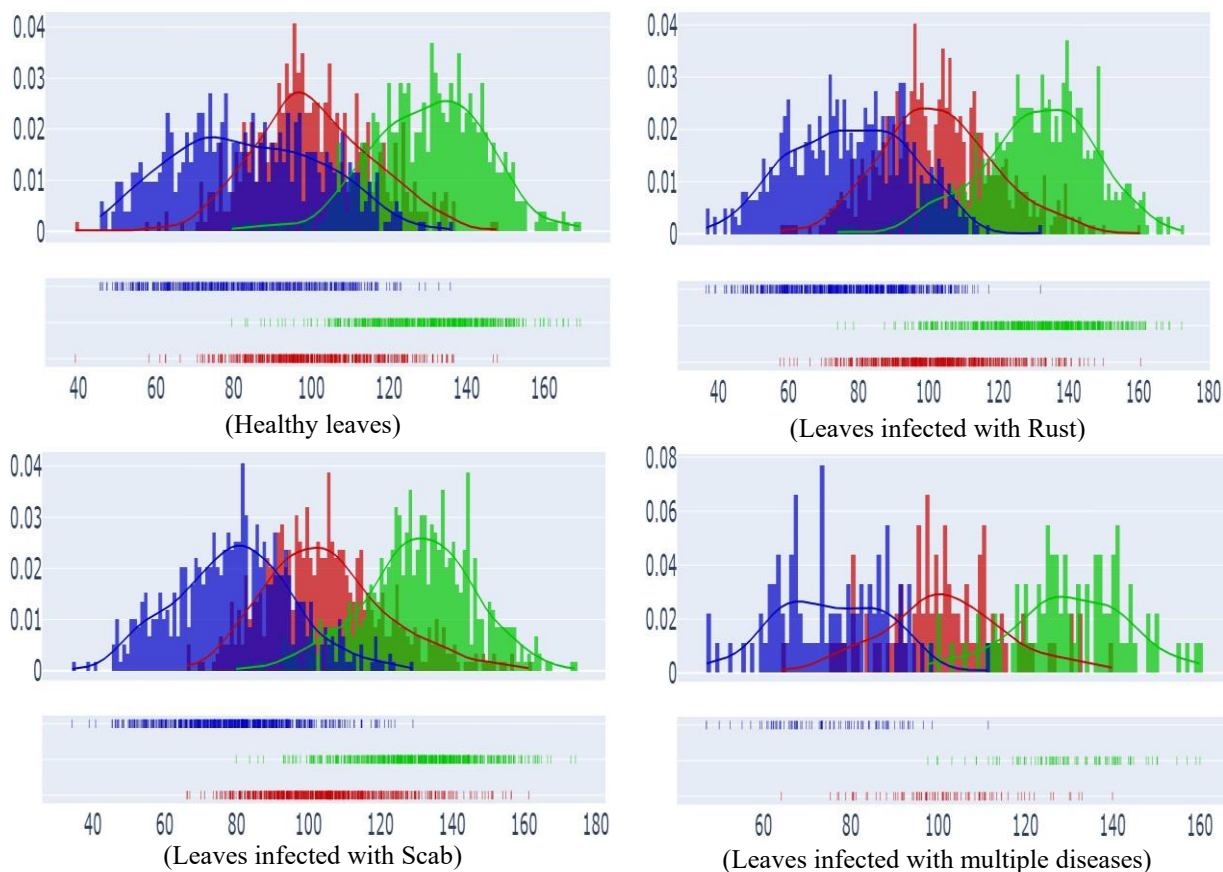 0.04
0.03
0.02
0.01
0
40 60 80 100 120 140 160
(Healthy leaves)
0.04
0.03
0.02
0.01
0
40 60 80 100 120 140 160 180
(Leaves infected with Rust)
0.04
0.03
0.02
0.01
0
40 60 80 100 120 140 160 180
(Leaves infected with Scab)
0.08
0.06
0.04
0.02
0
60 80 100 120 140 160
(Leaves infected with multiple diseases)